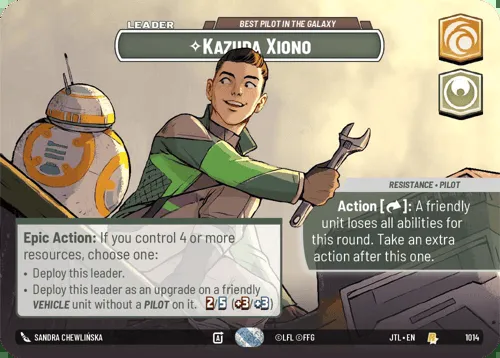 LEADER
BEST PILOT IN THE GALAXY
KAZUDA XIONO
RESISTANCE • PILOT
Action [ ]: A friendly
unit loses all abilities for
this round. Take an extra
action after this one.
Epic Action: If you control 4 or more
resources, choose one:
• Deploy this leader.
• Deploy this leader as an upgrade on a friendly
VEHICLE unit without a PILOT on it. 2/5 (+3/+3)
SANDRA CHEWLIŃSKA
©LFL ©FFG
JTL • EN
1014